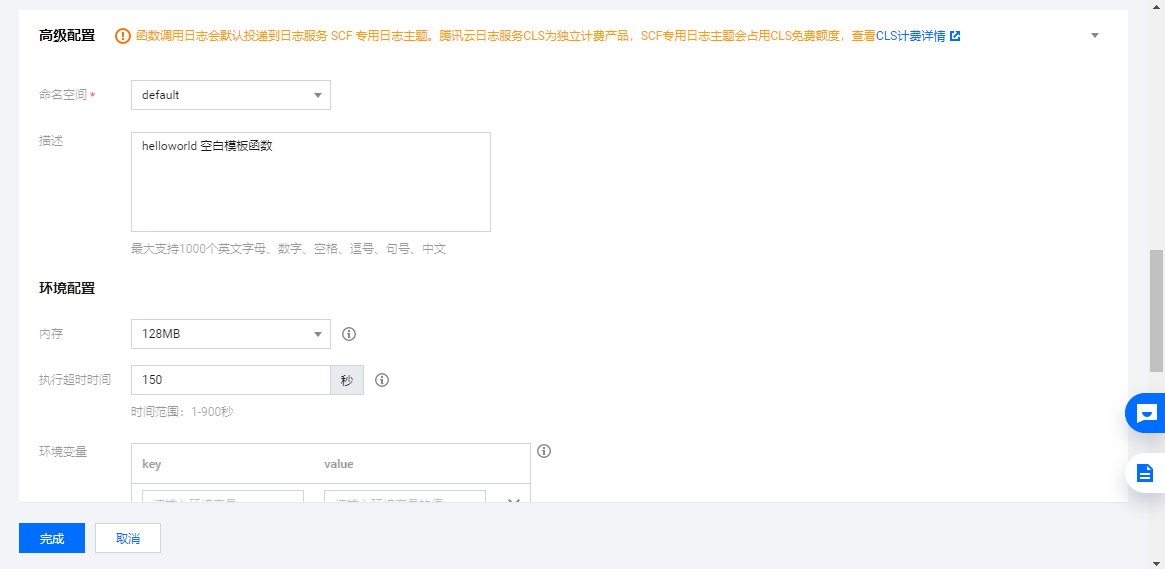 高级配置
函数调用日志会默认投递到日志服务 SCF 专用日志主题。腾讯云日志服务CLS为独立计费产品，SCF专用日志主题会占用CLS免费额度，查看CLS计费详情
命名空间 *
default
描述
helloworld 空白模板函数
最大支持1000个英文字母、数字、空格、逗号、句号、中文
环境配置
内存
128MB
执行超时时间
150
秒
时间范围：1-900秒
环境变量
key value
完成 取消